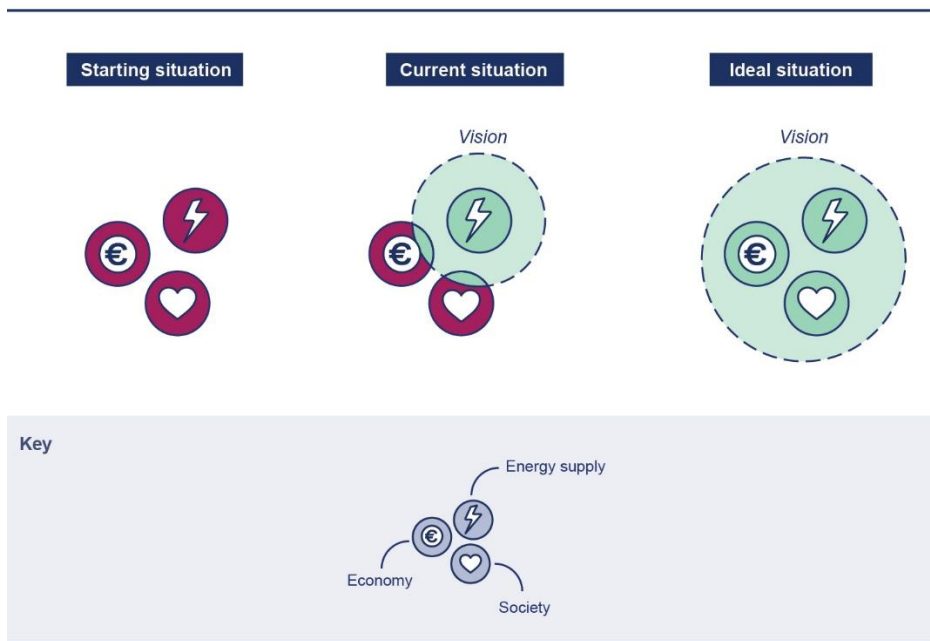 Starting situation
Current situation
Ideal situation
Vision
Vision
€
€
€
Key
Energy supply
€
Economy
Society